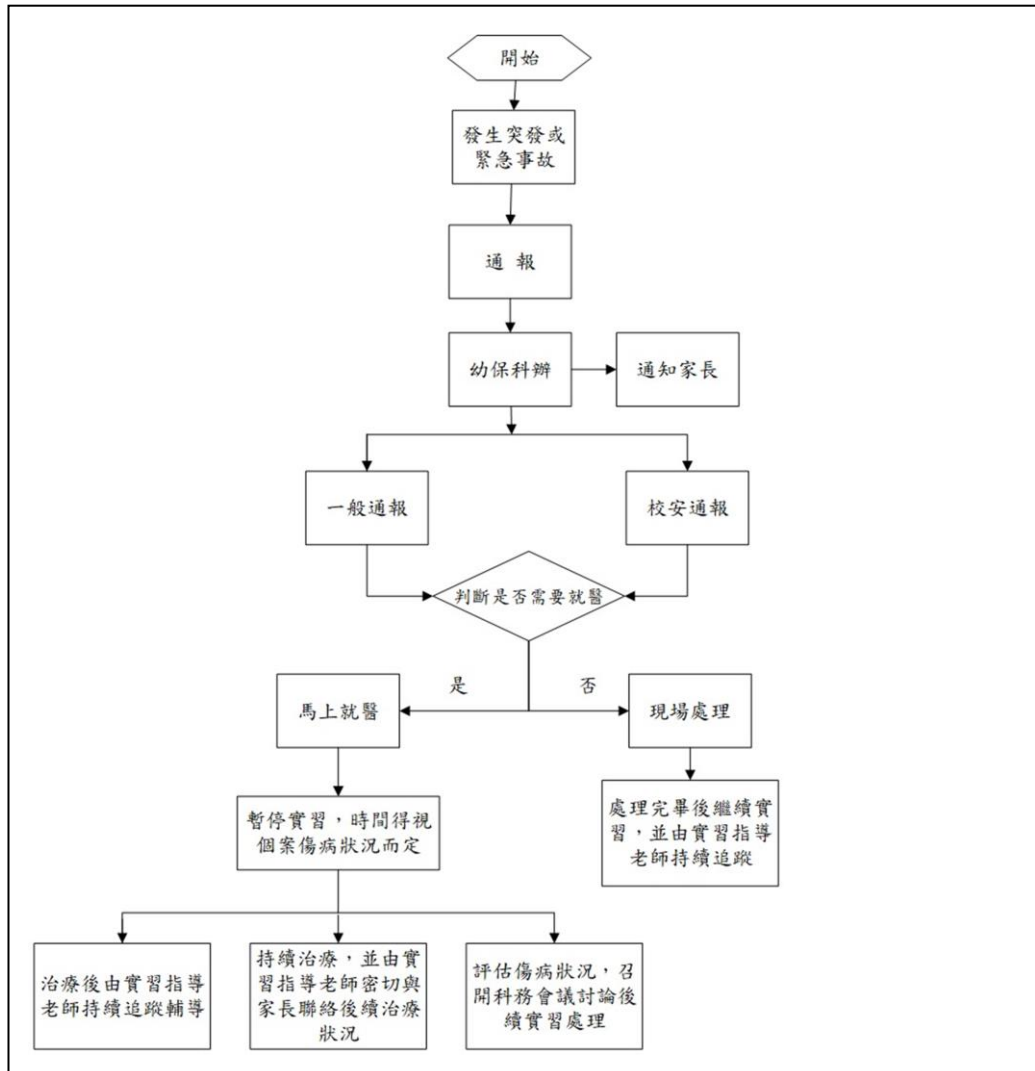 開始
發生突發或
緊急事故
通 報
幼保科辦
通知家長
一般通報
校安通報
判斷是否需要就醫
是
否
馬上就醫
現場處理
暫停實習，時間得視
個案傷病狀況而定
處理完畢後繼續實
習，並由實習指導
老師持續追蹤
治療後由實習指導
老師持續追蹤輔導
持續治療，並由實
習指導老師密切與
家長聯絡後續治療
狀況
評估傷病狀況，召
開科務會議討論後
續實習處理